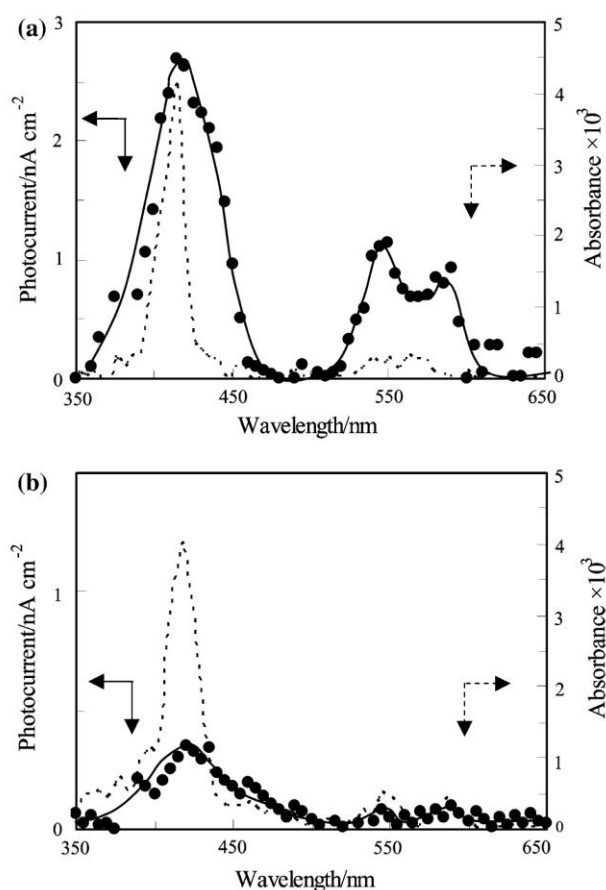 (a)
3
2
1
0
Photocurrent/nA cm⁻²
5
4
3
2
1
0
Absorbance ×10³
350 450 550 650
Wavelength/nm
(b)
1
0
Photocurrent/nA cm⁻²
5
4
3
2
1
0
Absorbance ×10³
350 450 550 650
Wavelength/nm